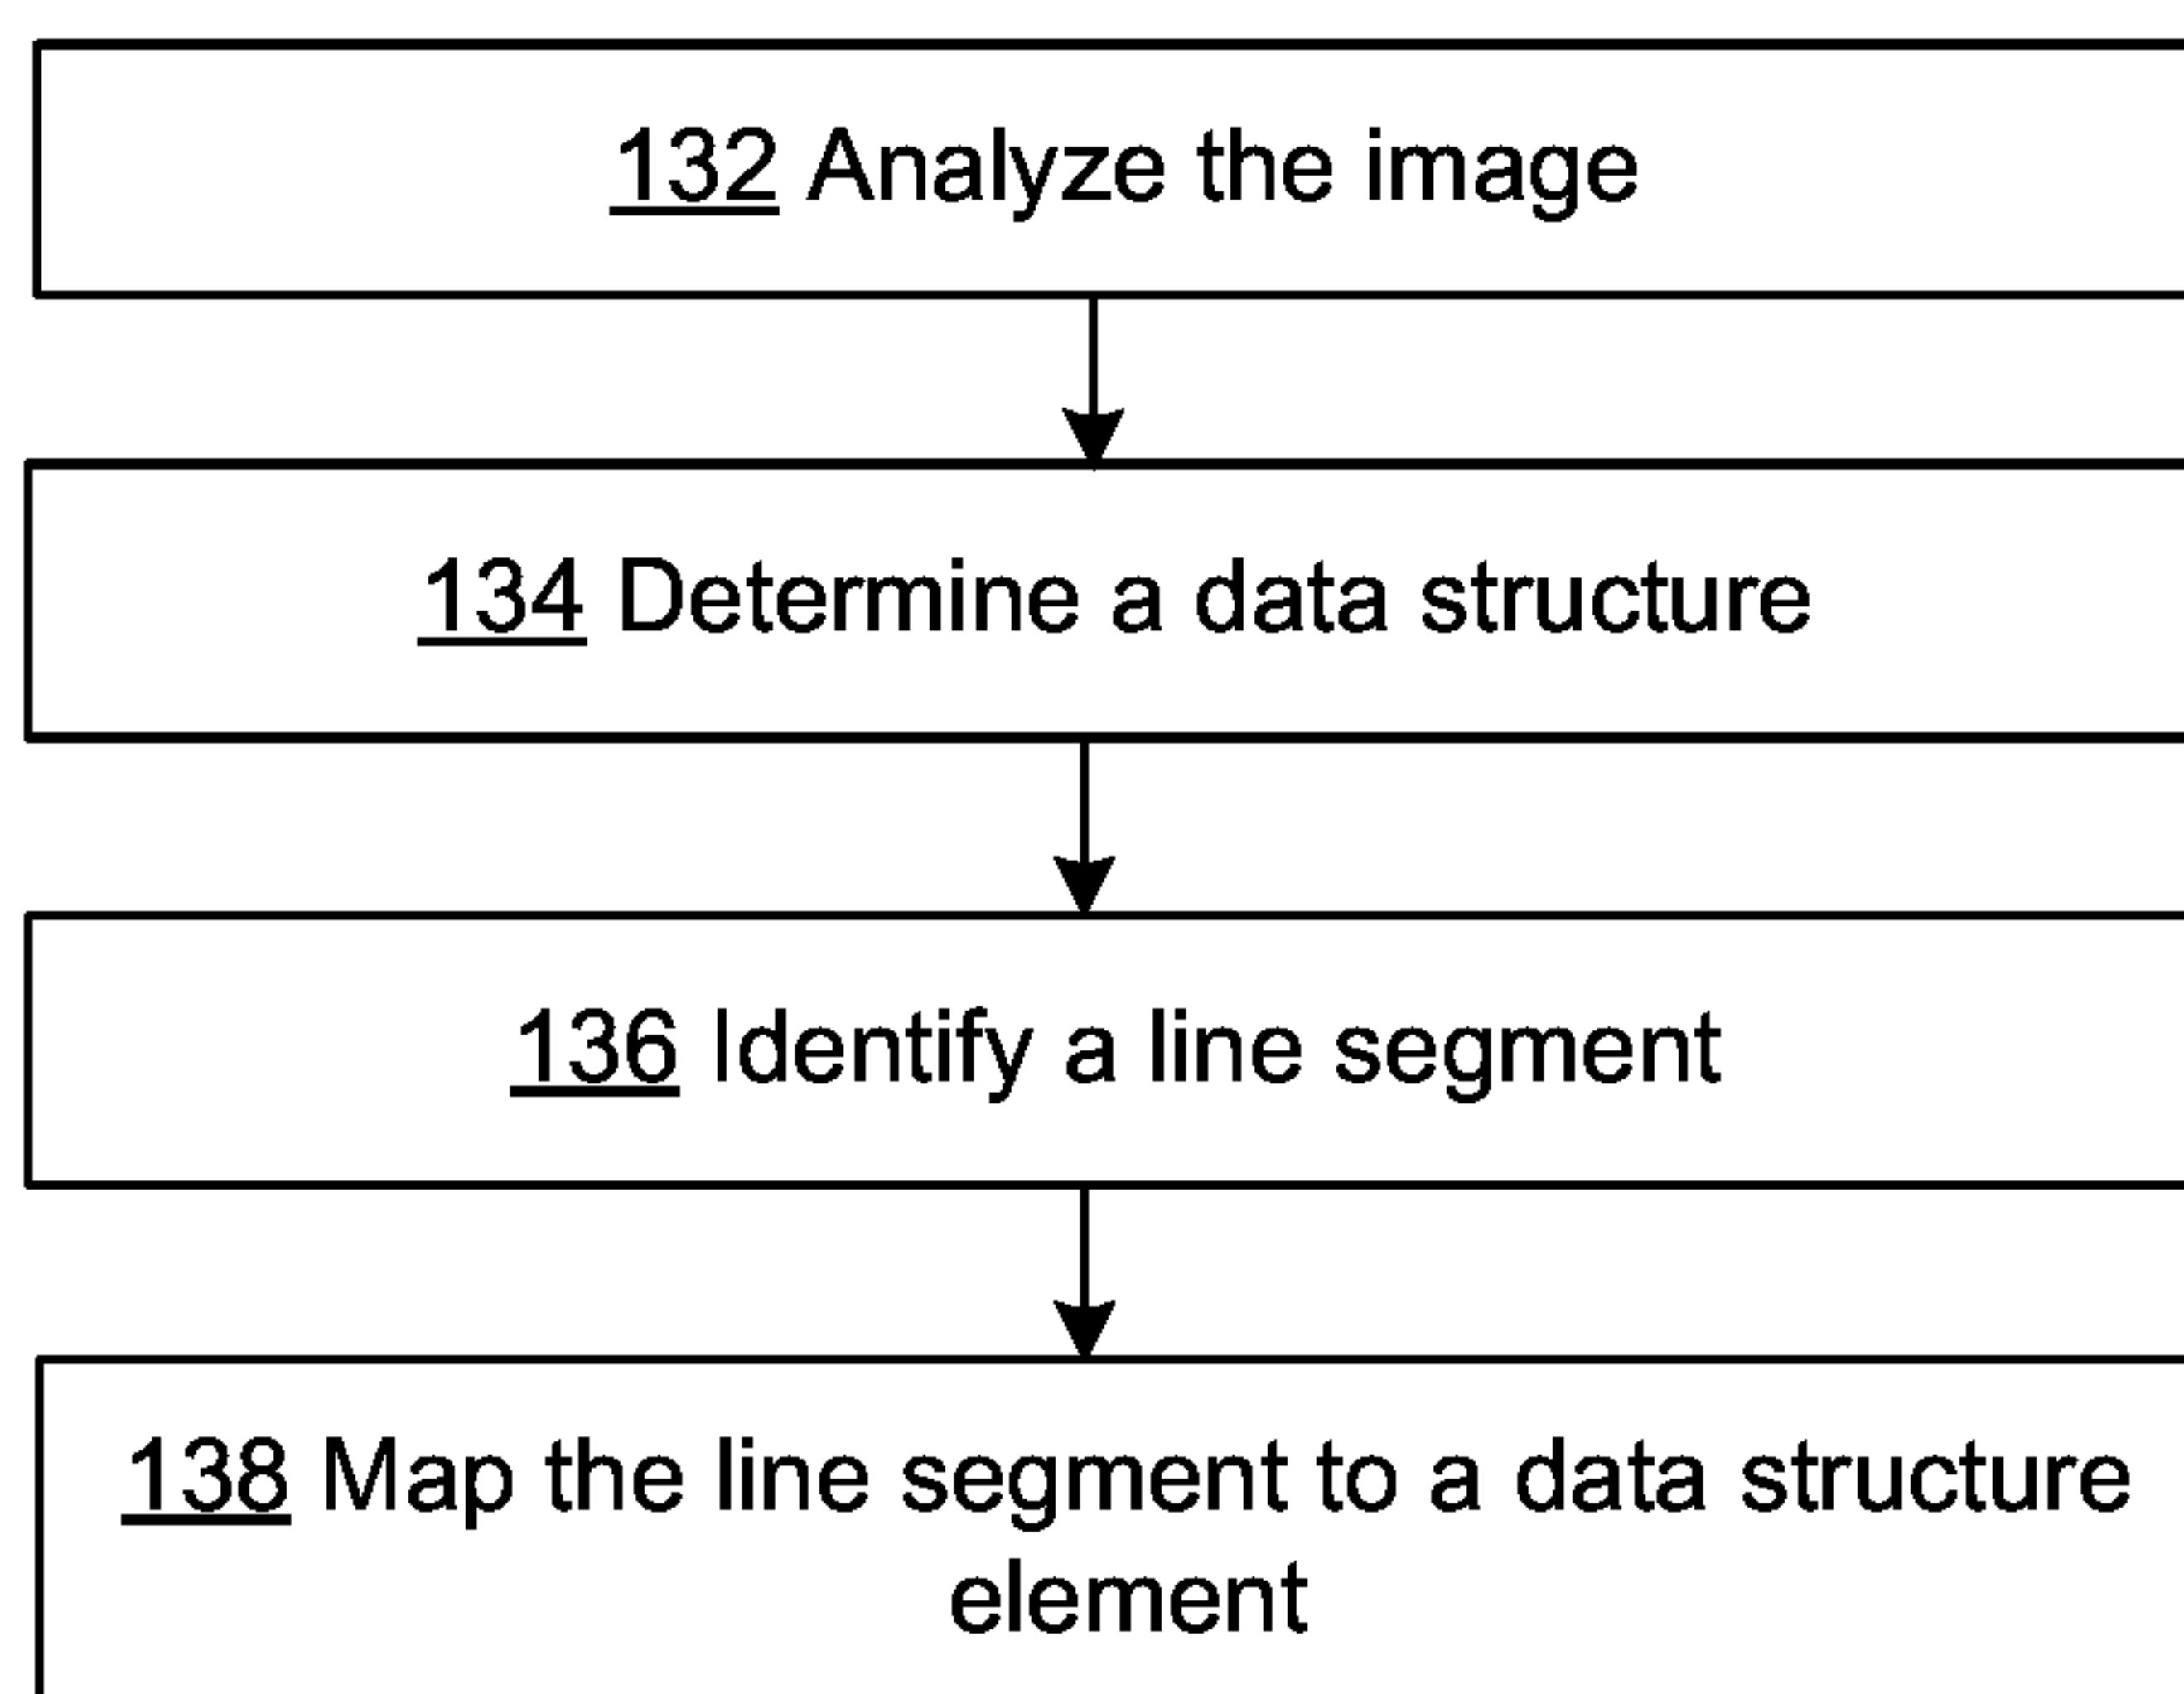 132 Analyze the image
134 Determine a data structure
136 Identify a line segment
138 Map the line segment to a data structure
element